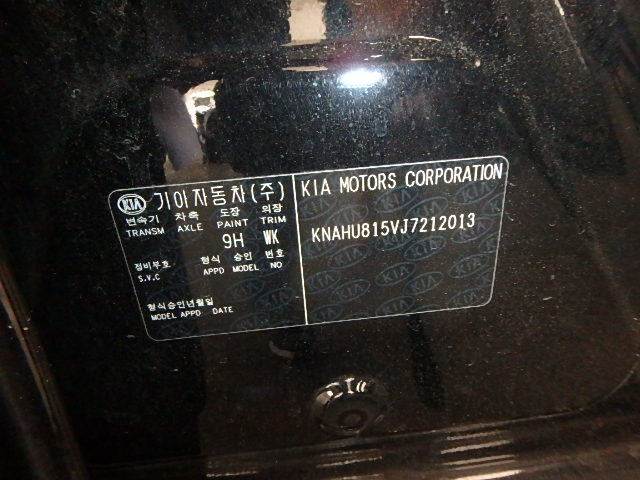 KIA 기아자동차(주)
변속기 차축 도장 외장
TRANSM AXLE PAINT TRIM
9H WK
정비부호 형식 승인 번호
S.V.C APPD MODEL NO
형식승인년월일
MODEL APPD DATE
KIA MOTORS CORPORATION
KNAHU815VJ7212013